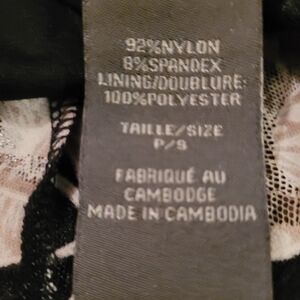 92%NYLON
8%SPANDEX
LINING/DOUBLURE:
100%POLYESTER
TAILLE/SIZE
P/S
FABRIQUÉ AU
CAMBODGE
MADE IN CAMBODIA